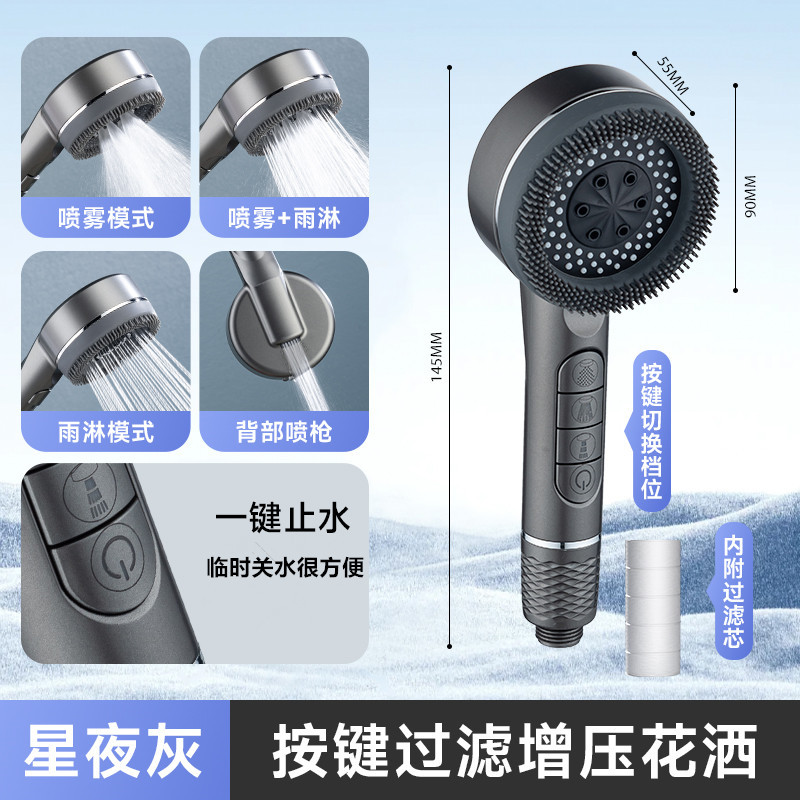 喷雾模式
喷雾+雨淋
雨淋模式
背部喷枪
一键止水
临时关水很方便
55MM
90MM
145MM
按键切换档位
内附过滤芯
星夜灰
按键过滤增压花洒